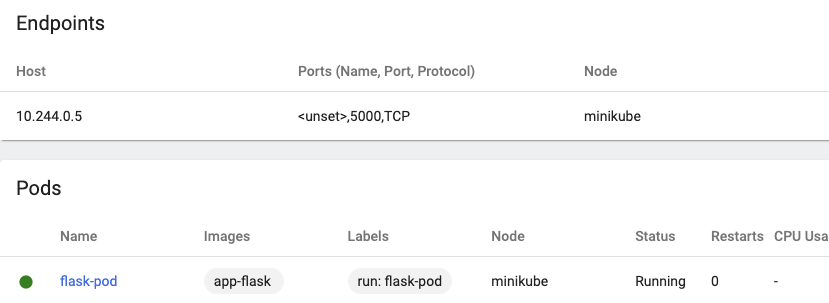 Endpoints
Host Ports (Name, Port, Protocol) Node
10.244.0.5 <unset>,5000,TCP minikube
Pods
Name Images Labels Node Status Restarts CPU Usa
flask-pod app-flask run: flask-pod minikube Running 0 -